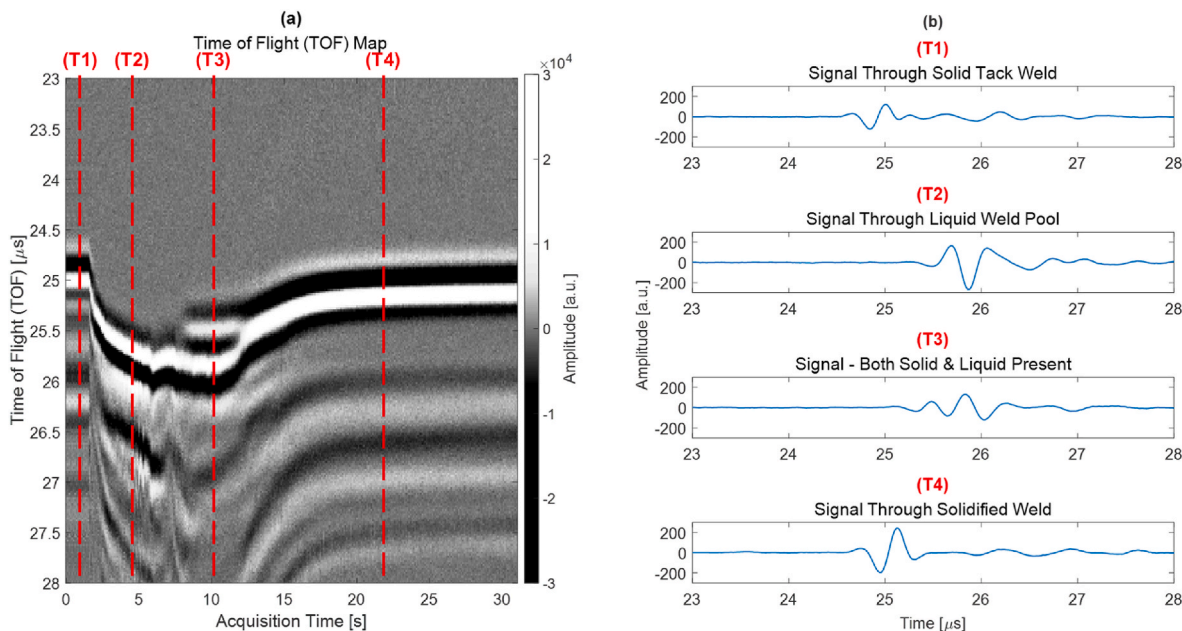 (a)
Time of Flight (TOF) Map
(T1) (T2) (T3) (T4)
23
23.5
24
24.5
25
25.5
26
26.5
27
27.5
28
Time of Flight (TOF) [μs]
0 5 10 15 20 25 30
Acquisition Time [s]
×10⁴
3
2
1
0
-1
-2
-3
Amplitude [a.u.]
(b)
(T1)
Signal Through Solid Tack Weld
200
0
-200
23 24 25 26 27 28
(T2)
Signal Through Liquid Weld Pool
200
0
-200
23 24 25 26 27 28
(T3)
Signal - Both Solid & Liquid Present
200
0
-200
23 24 25 26 27 28
(T4)
Signal Through Solidified Weld
200
0
-200
23 24 25 26 27 28
Amplitude [a.u.]
Time [μs]